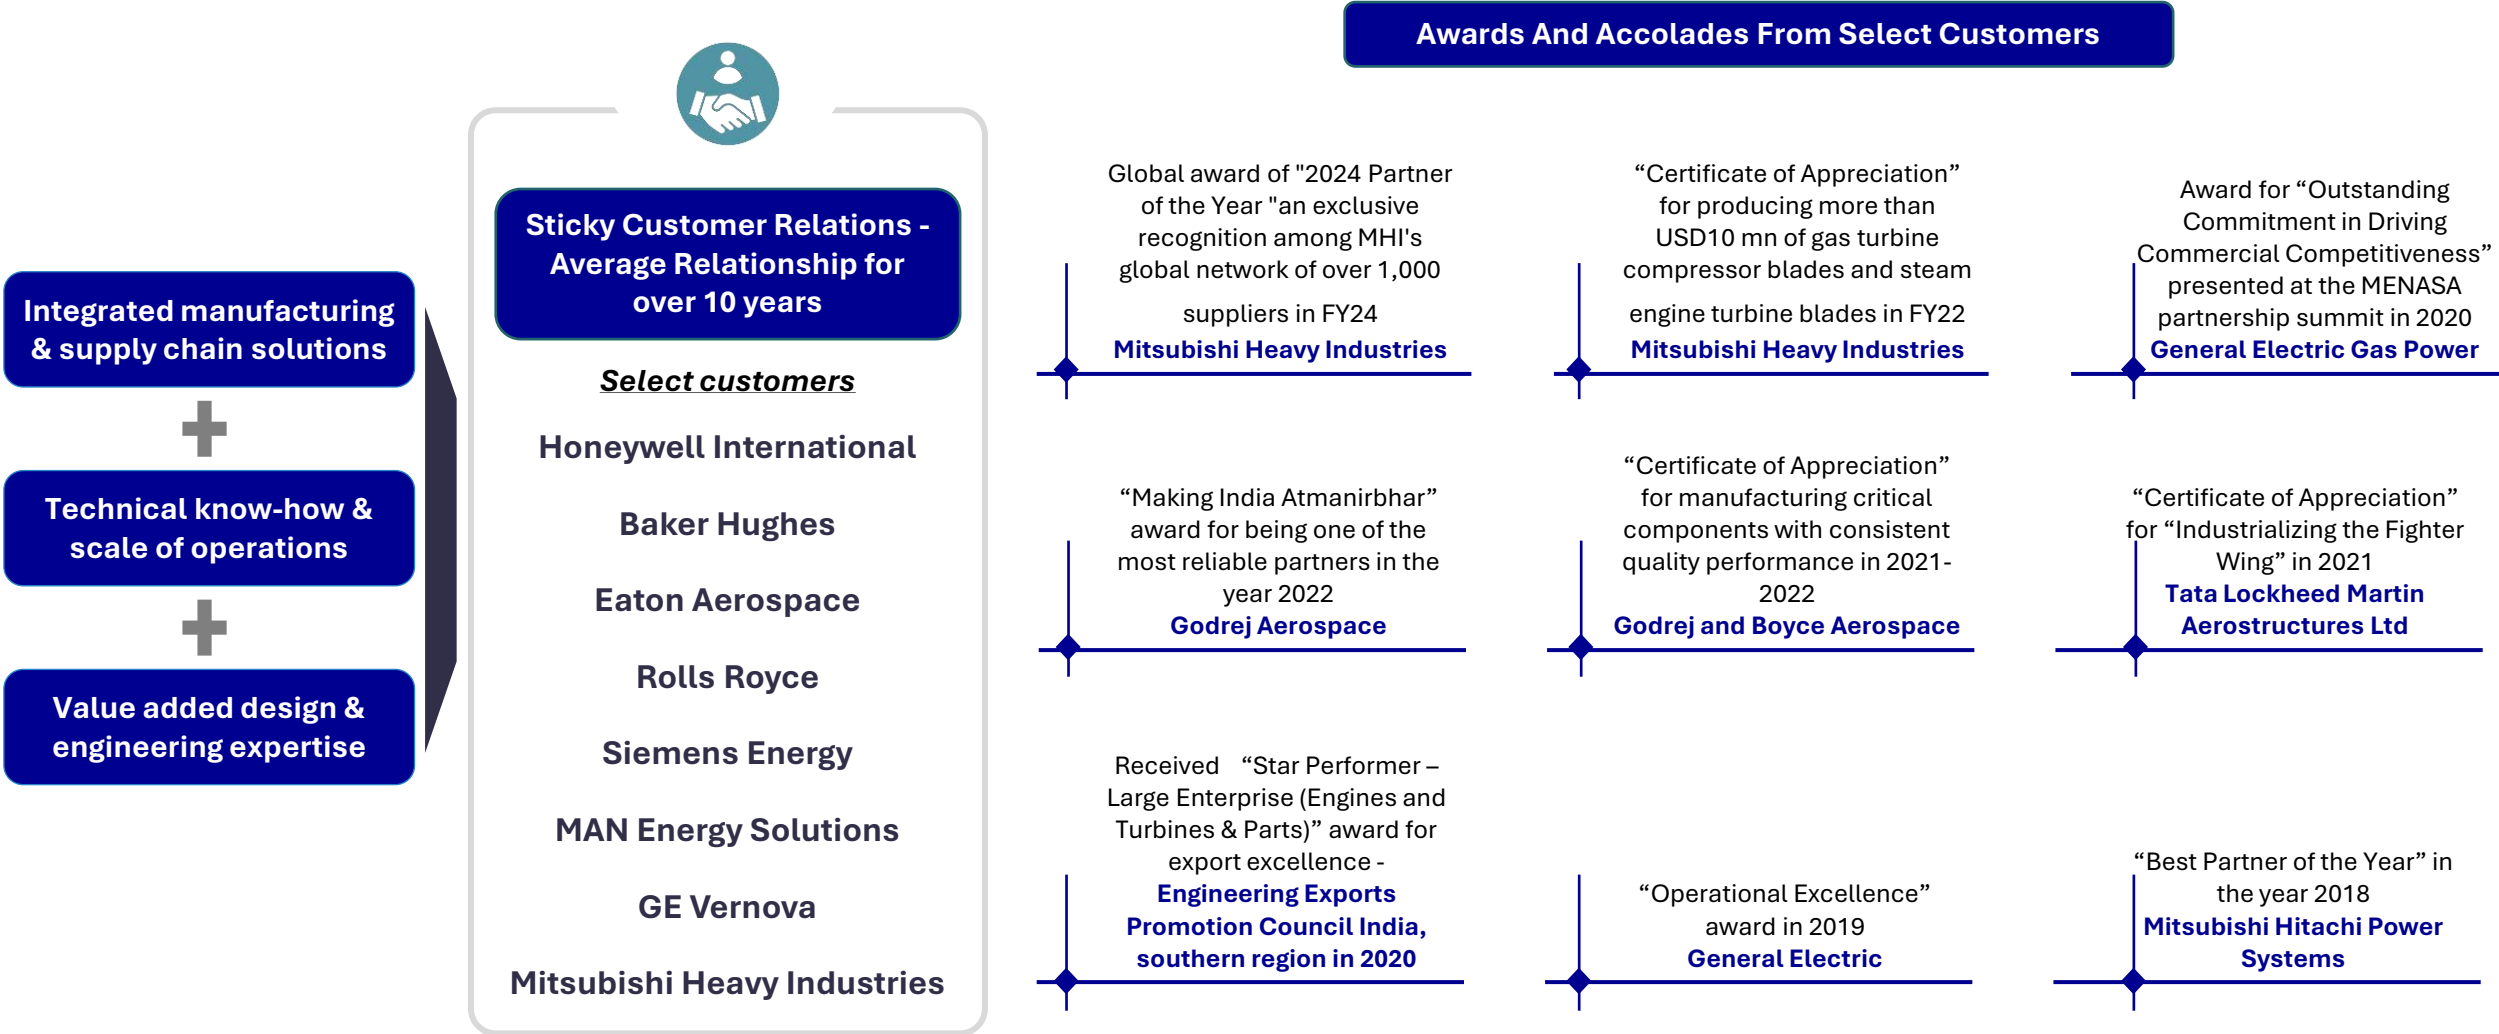 Awards And Accolades From Select Customers
Integrated manufacturing
& supply chain solutions
Technical know-how &
scale of operations
Value added design &
engineering expertise
Sticky Customer Relations -
Average Relationship for
over 10 years
Select customers
Honeywell International
Baker Hughes
Eaton Aerospace
Rolls Royce
Siemens Energy
MAN Energy Solutions
GE Vernova
Mitsubishi Heavy Industries
Global award of "2024 Partner
of the Year "an exclusive
recognition among MHI's
global network of over 1,000
suppliers in FY24
Mitsubishi Heavy Industries
“Certificate of Appreciation”
for producing more than
USD10 mn of gas turbine
compressor blades and steam
engine turbine blades in FY22
Mitsubishi Heavy Industries
Award for “Outstanding
Commitment in Driving
Commercial Competitiveness”
presented at the MENASA
partnership summit in 2020
General Electric Gas Power
“Making India Atmanirbhar”
award for being one of the
most reliable partners in the
year 2022
Godrej Aerospace
“Certificate of Appreciation”
for manufacturing critical
components with consistent
quality performance in 2021-
2022
Godrej and Boyce Aerospace
“Certificate of Appreciation”
for “Industrializing the Fighter
Wing” in 2021
Tata Lockheed Martin
Aerostructures Ltd
Received “Star Performer –
Large Enterprise (Engines and
Turbines & Parts)” award for
export excellence -
Engineering Exports
Promotion Council India,
southern region in 2020
“Operational Excellence”
award in 2019
General Electric
“Best Partner of the Year” in
the year 2018
Mitsubishi Hitachi Power
Systems